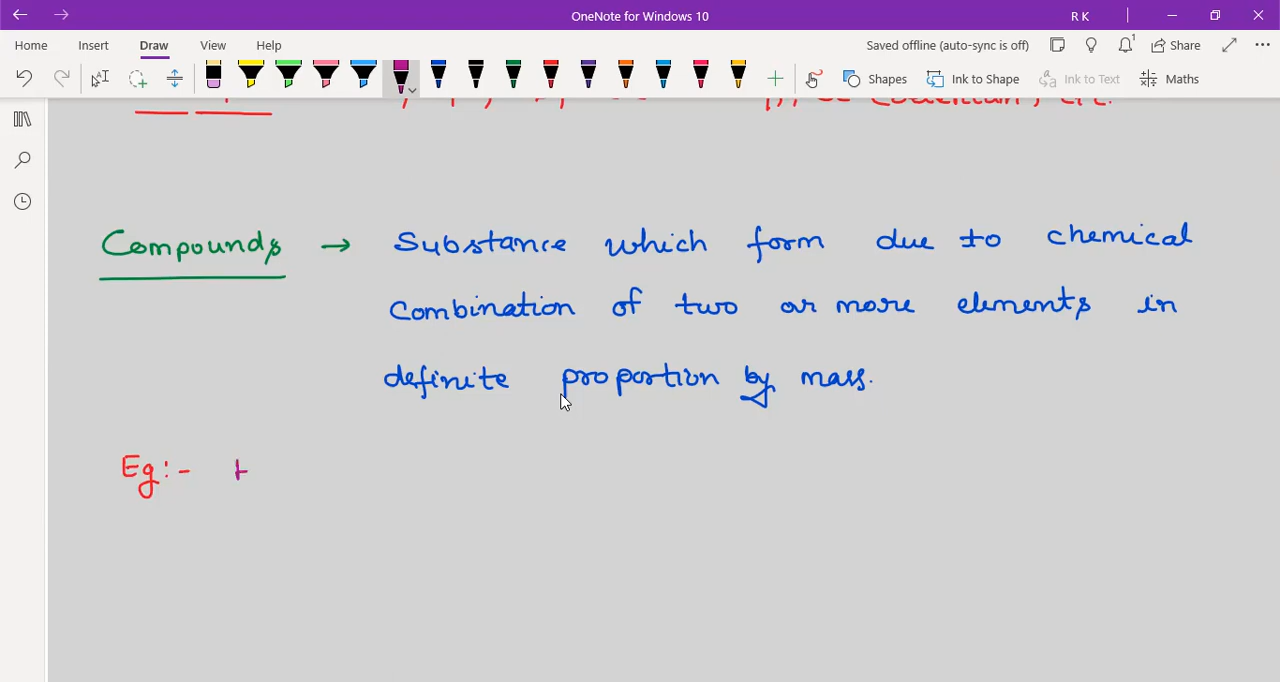 OneNote for Windows 10
R K
Home Insert Draw View Help
Saved offline (auto-sync is off)
1
Share
Shapes
Ink to Shape
Ink to Text
Maths
Compounds → Substance which form due to chemical
combination of two or more elements in
definite proportion by mass.
Eg:-